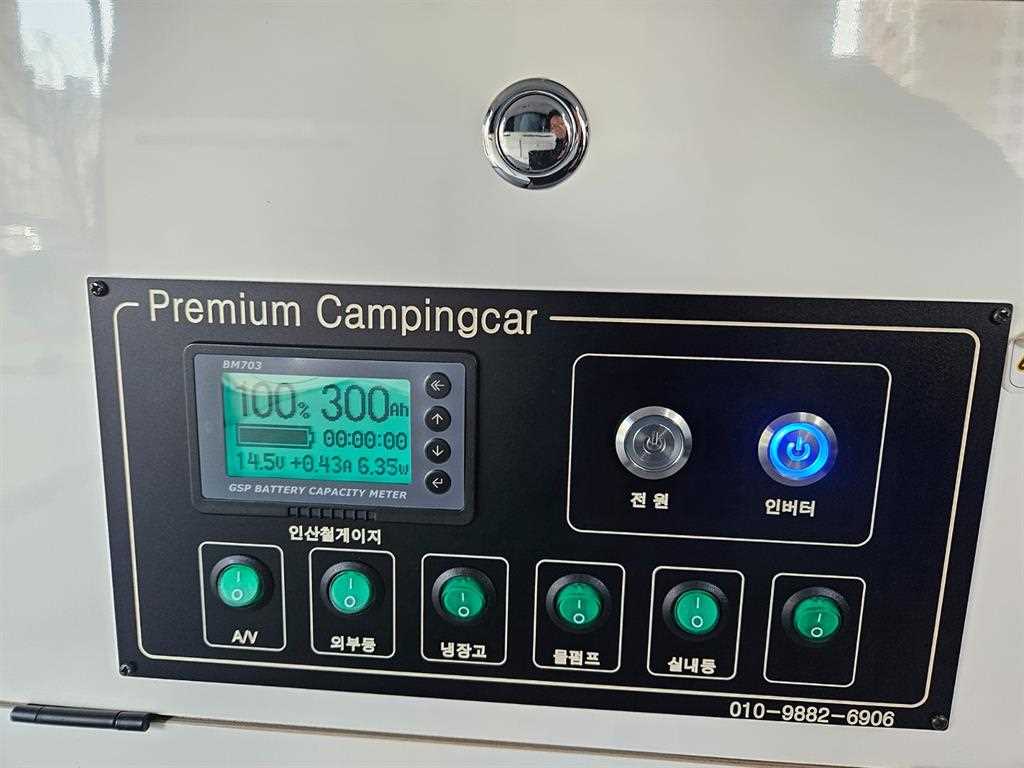 Premium Campingcar
BM703
100% 300Ah
00:00:00
14.5V +0.43A 6.35W
GSP BATTERY CAPACITY METER
인산철게이지
전원
인버터
A/V
외부등
냉장고
물펌프
실내등
010-9882-6906